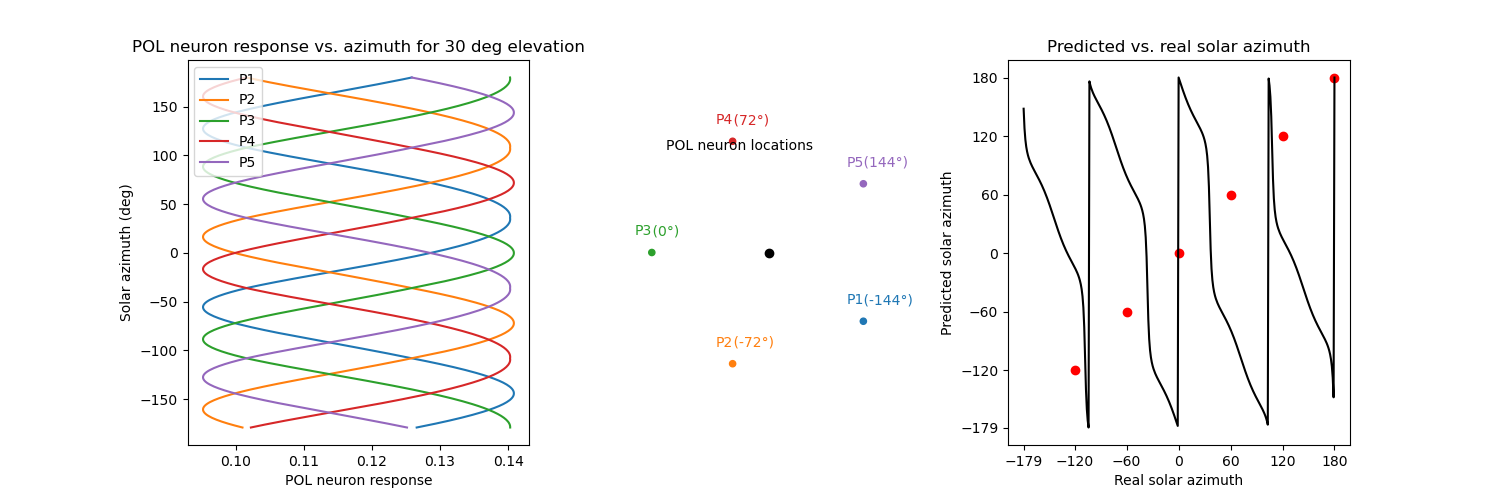 POL neuron response vs. azimuth for 30 deg elevation
P1
P2
P3
P4
P5
150
100
50
0
−50
−100
−150
Solar azimuth (deg)
0.10 0.11 0.12 0.13 0.14
POL neuron response
P4(72°)
POL neuron locations
P5(144°)
P3(0°)
P1(-144°)
P2(-72°)
Predicted vs. real solar azimuth
180
120
60
0
−60
−120
−179
Predicted solar azimuth
−179 −120 −60 0 60 120 180
Real solar azimuth